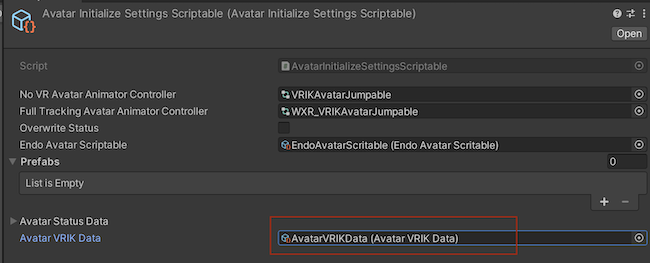 Avatar Initialize Settings Scriptable (Avatar Initialize Settings Scriptable)
Open
Script AvatarInitializeSettingsScriptable
No VR Avatar Animator Controller VRIKAvatarJumpable
Full Tracking Avatar Animator Controller WXR_VRIKAvatarJumpable
Overwrite Status
Endo Avatar Scriptable EndoAvatarScritable (Endo Avatar Scritable)
Prefabs 0
List is Empty
Avatar Status Data
Avatar VRIK Data AvatarVRIKData (Avatar VRIK Data)